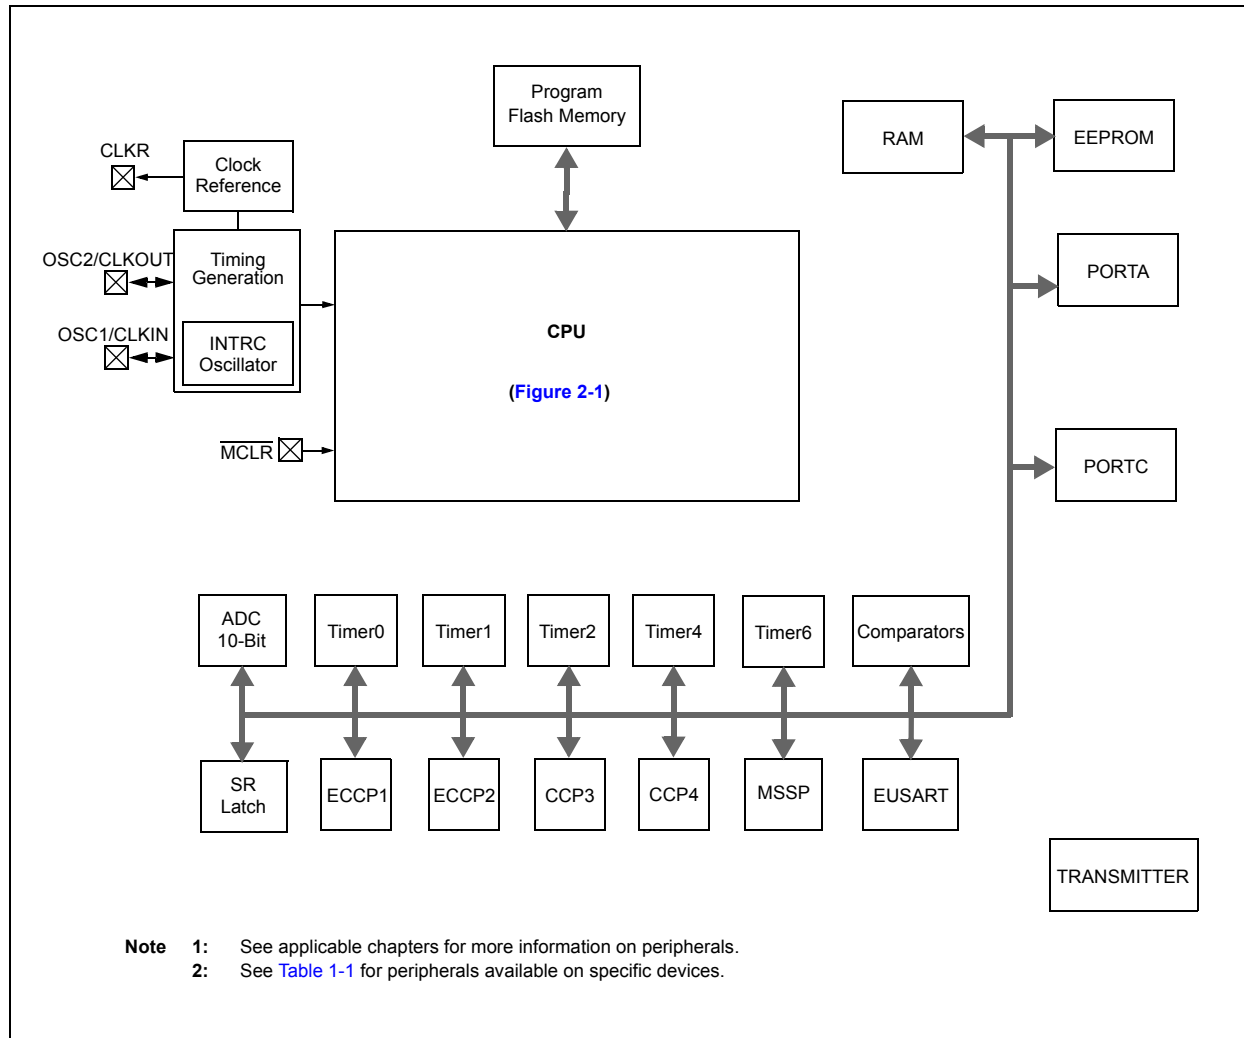 Program
Flash Memory
RAM
EEPROM
CLKR
Clock
Reference
OSC2/CLKOUT
Timing
Generation
PORTA
OSC1/CLKIN
INTRC
Oscillator
CPU
(Figure 2-1)
MCLR
PORTC
ADC
10-Bit
Timer0
Timer1
Timer2
Timer4
Timer6
Comparators
SR
Latch
ECCP1
ECCP2
CCP3
CCP4
MSSP
EUSART
TRANSMITTER
Note 1: See applicable chapters for more information on peripherals.
2: See Table 1-1 for peripherals available on specific devices.